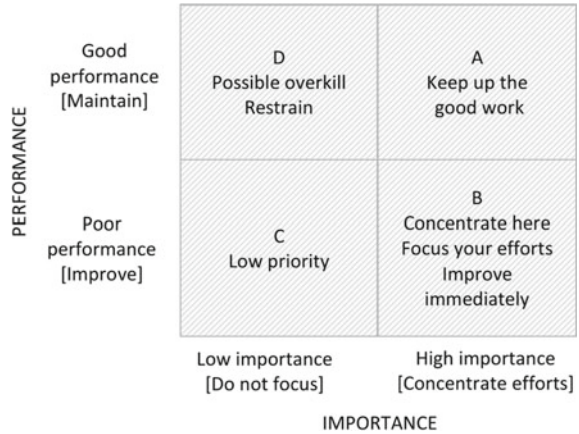 PERFORMANCE
Good
performance
[Maintain]
D
Possible overkill
Restrain
A
Keep up the
good work
Poor
performance
[Improve]
C
Low priority
B
Concentrate here
Focus your efforts
Improve
immediately
Low importance
[Do not focus]
High importance
[Concentrate efforts]
IMPORTANCE